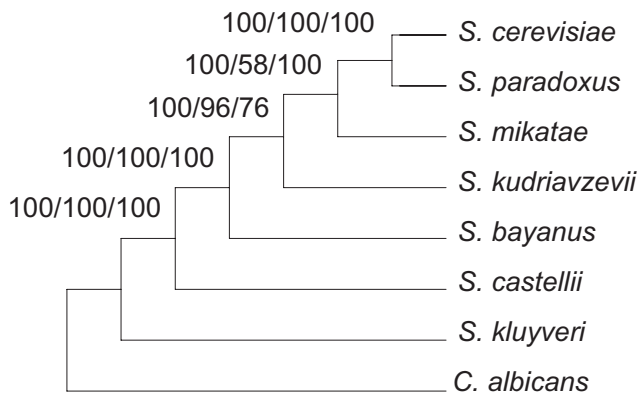 100/100/100
S. cerevisiae
100/58/100
S. paradoxus
100/96/76
S. mikatae
100/100/100
S. kudriavzevii
100/100/100
S. bayanus
S. castellii
S. kluyveri
C. albicans